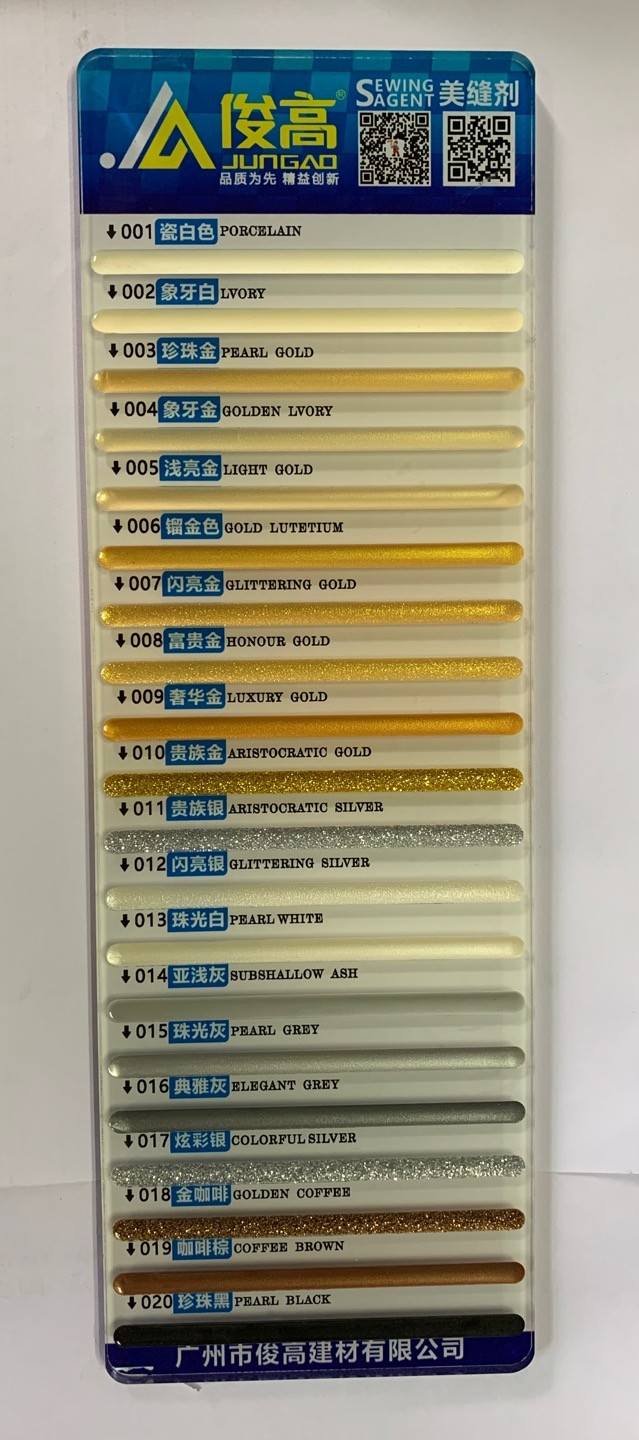 俊高®
JUNGAO
品质为先 精益创新
SEWING AGENT 美缝剂
001 瓷白色 PORCELAIN
002 象牙白 LVORY
003 珍珠金 PEARL GOLD
004 象牙金 GOLDEN LVORY
005 浅亮金 LIGHT GOLD
006 镏金色 GOLD LUTETIUM
007 闪亮金 GLITTERING GOLD
008 富贵金 HONOUR GOLD
009 奢华金 LUXURY GOLD
010 贵族金 ARISTOCRATIC GOLD
011 贵族银 ARISTOCRATIC SILVER
012 闪亮银 GLITTERING SILVER
013 珠光白 PEARL WHITE
014 亚浅灰 SUBSHALLOW ASH
015 珠光灰 PEARL GREY
016 典雅灰 ELEGANT GREY
017 炫彩银 COLORFUL SILVER
018 金咖啡 GOLDEN COFFEE
019 咖啡棕 COFFEE BROWN
020 珍珠黑 PEARL BLACK
广州市俊高建材有限公司